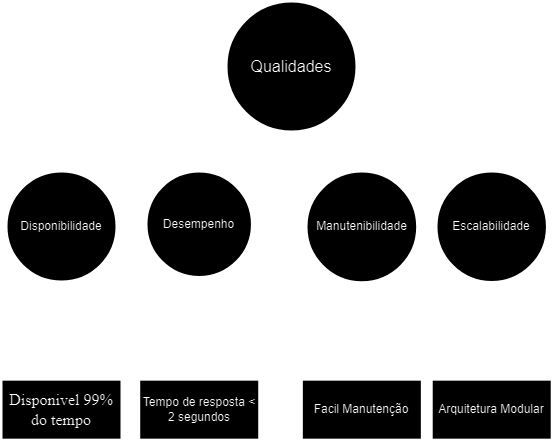 Qualidades
Disponibilidade
Desempenho
Manutenibilidade
Escalabilidade
Disponivel 99%
do tempo
Tempo de resposta <
2 segundos
Facil Manutenção
Arquitetura Modular